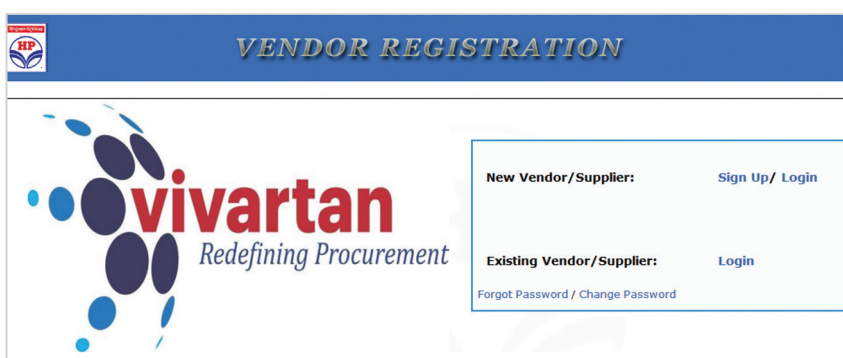 HP
VENDOR REGISTRATION
vivartan
Redefining Procurement
New Vendor/Supplier: Sign Up/ Login
Existing Vendor/Supplier: Login
Forgot Password / Change Password